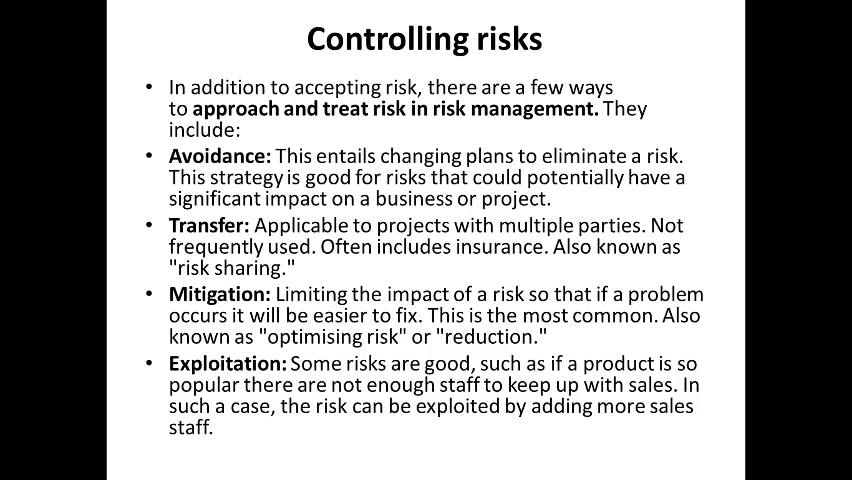 Controlling risks
• In addition to accepting risk, there are a few ways
to approach and treat risk in risk management. They
include:
• Avoidance: This entails changing plans to eliminate a risk.
This strategy is good for risks that could potentially have a
significant impact on a business or project.
• Transfer: Applicable to projects with multiple parties. Not
frequently used. Often includes insurance. Also known as
"risk sharing."
• Mitigation: Limiting the impact of a risk so that if a problem
occurs it will be easier to fix. This is the most common. Also
known as "optimising risk" or "reduction."
• Exploitation: Some risks are good, such as if a product is so
popular there are not enough staff to keep up with sales. In
such a case, the risk can be exploited by adding more sales
staff.